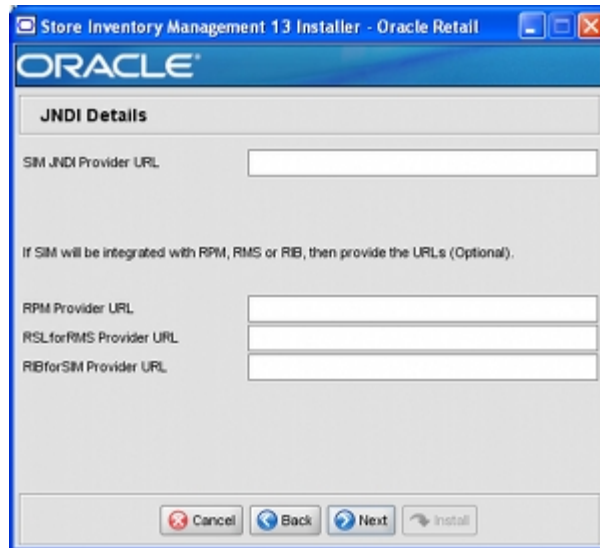 Store Inventory Management 13 Installer - Oracle Retail
ORACLE®
JNDI Details
SIM JNDI Provider URL
If SIM will be integrated with RPM, RMS or RIB, then provide the URLs (Optional).
RPM Provider URL
RSLforRMS Provider URL
RIBforSIM Provider URL
Cancel Back Next Install